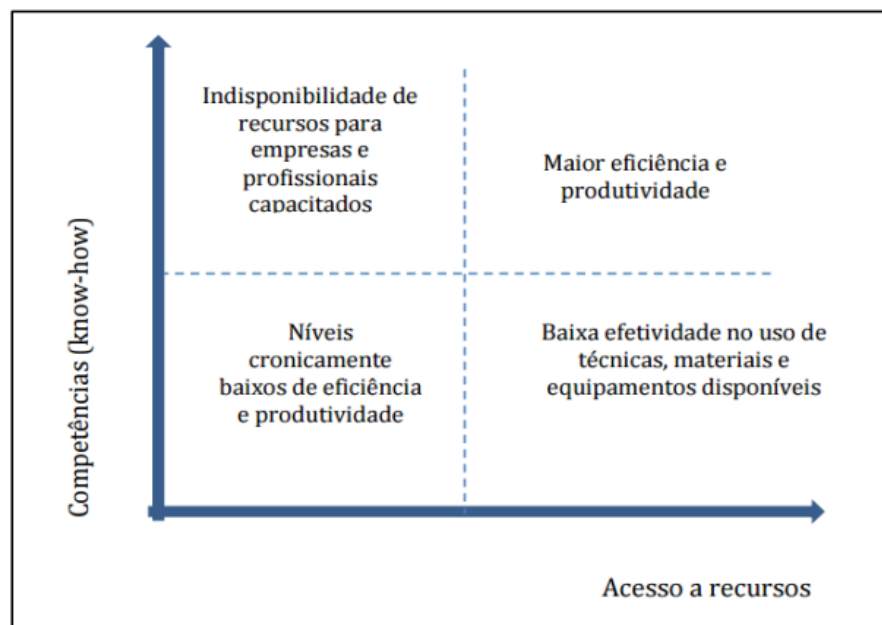 Competências (know-how)
Indisponibilidade de
recursos para
empresas e
profissionais
capacitados
Maior eficiência e
produtividade
Níveis
cronicamente
baixos de eficiência
e produtividade
Baixa efetividade no uso de
técnicas, materiais e
equipamentos disponíveis
Acesso a recursos